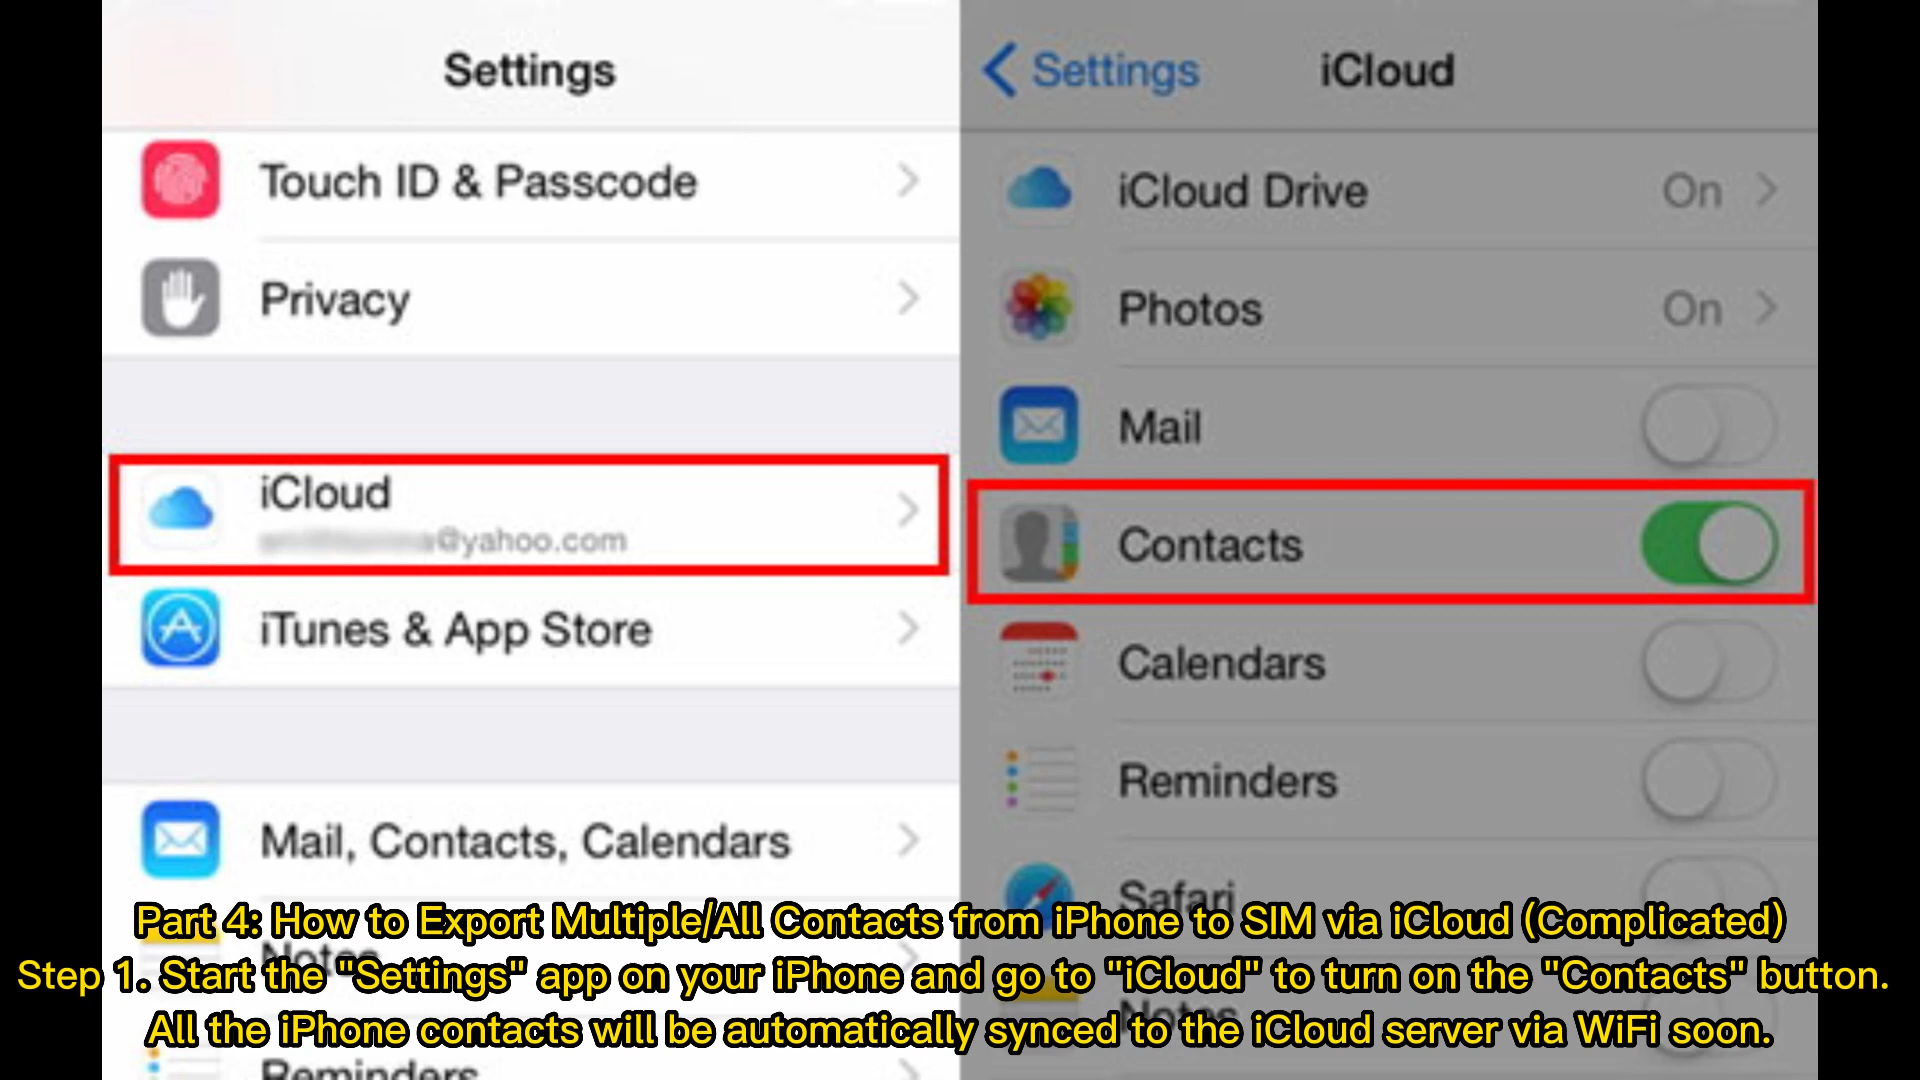 Settings
Touch ID & Passcode
Privacy
iCloud
@yahoo.com
iTunes & App Store
Mail, Contacts, Calendars
Notes
Reminders
Settings
iCloud
iCloud Drive On
Photos On
Mail
Contacts
Calendars
Reminders
Safari
Notes
Part 4: How to Export Multiple/All Contacts from iPhone to SIM via iCloud (Complicated)
Step 1. Start the "Settings" app on your iPhone and go to "iCloud" to turn on the "Contacts" button.
All the iPhone contacts will be automatically synced to the iCloud server via WiFi soon.